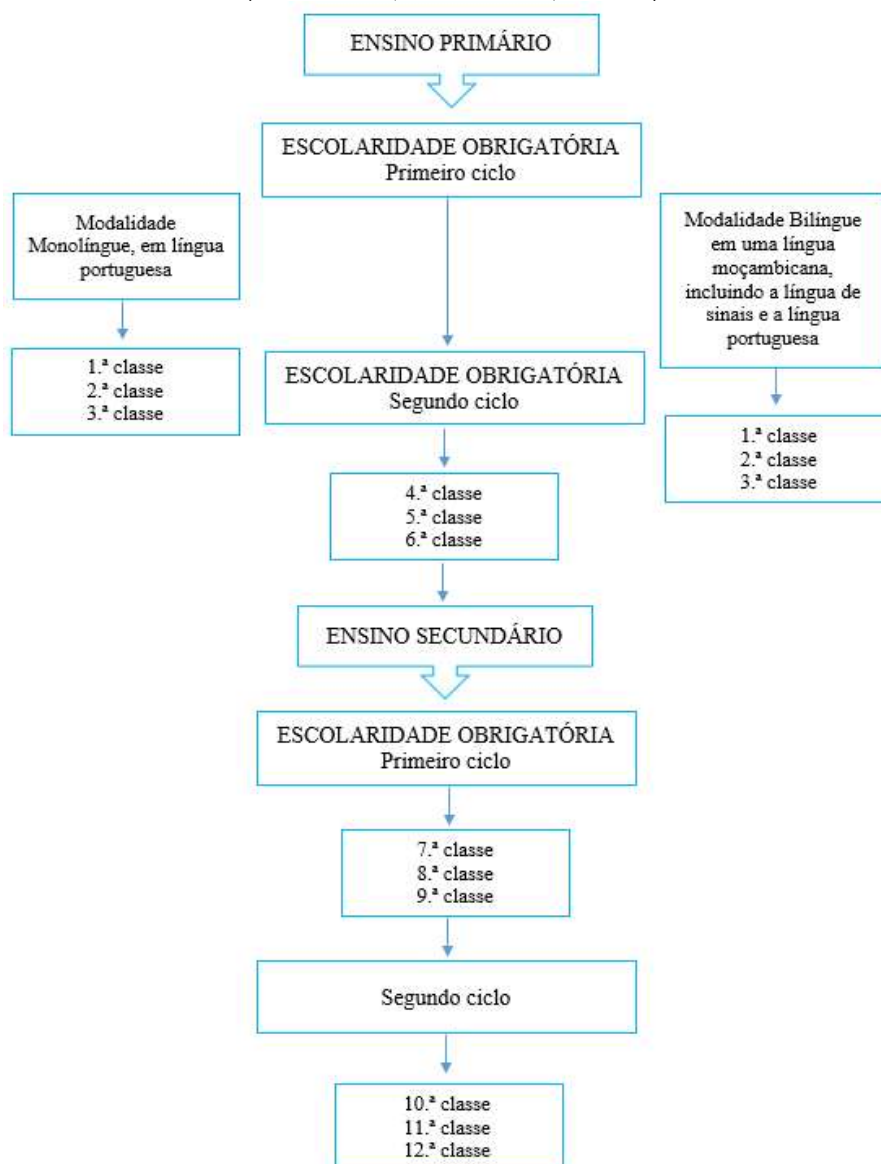 ENSINO PRIMÁRIO
ESCOLARIDADE OBRIGATÓRIA
Primeiro ciclo
Modalidade
Monolíngue, em língua
portuguesa
1.ª classe
2.ª classe
3.ª classe
Modalidade Bilíngue
em uma língua
moçambicana,
incluindo a língua de
sinais e a língua
portuguesa
1.ª classe
2.ª classe
3.ª classe
ESCOLARIDADE OBRIGATÓRIA
Segundo ciclo
4.ª classe
5.ª classe
6.ª classe
ENSINO SECUNDÁRIO
ESCOLARIDADE OBRIGATÓRIA
Primeiro ciclo
7.ª classe
8.ª classe
9.ª classe
Segundo ciclo
10.ª classe
11.ª classe
12.ª classe